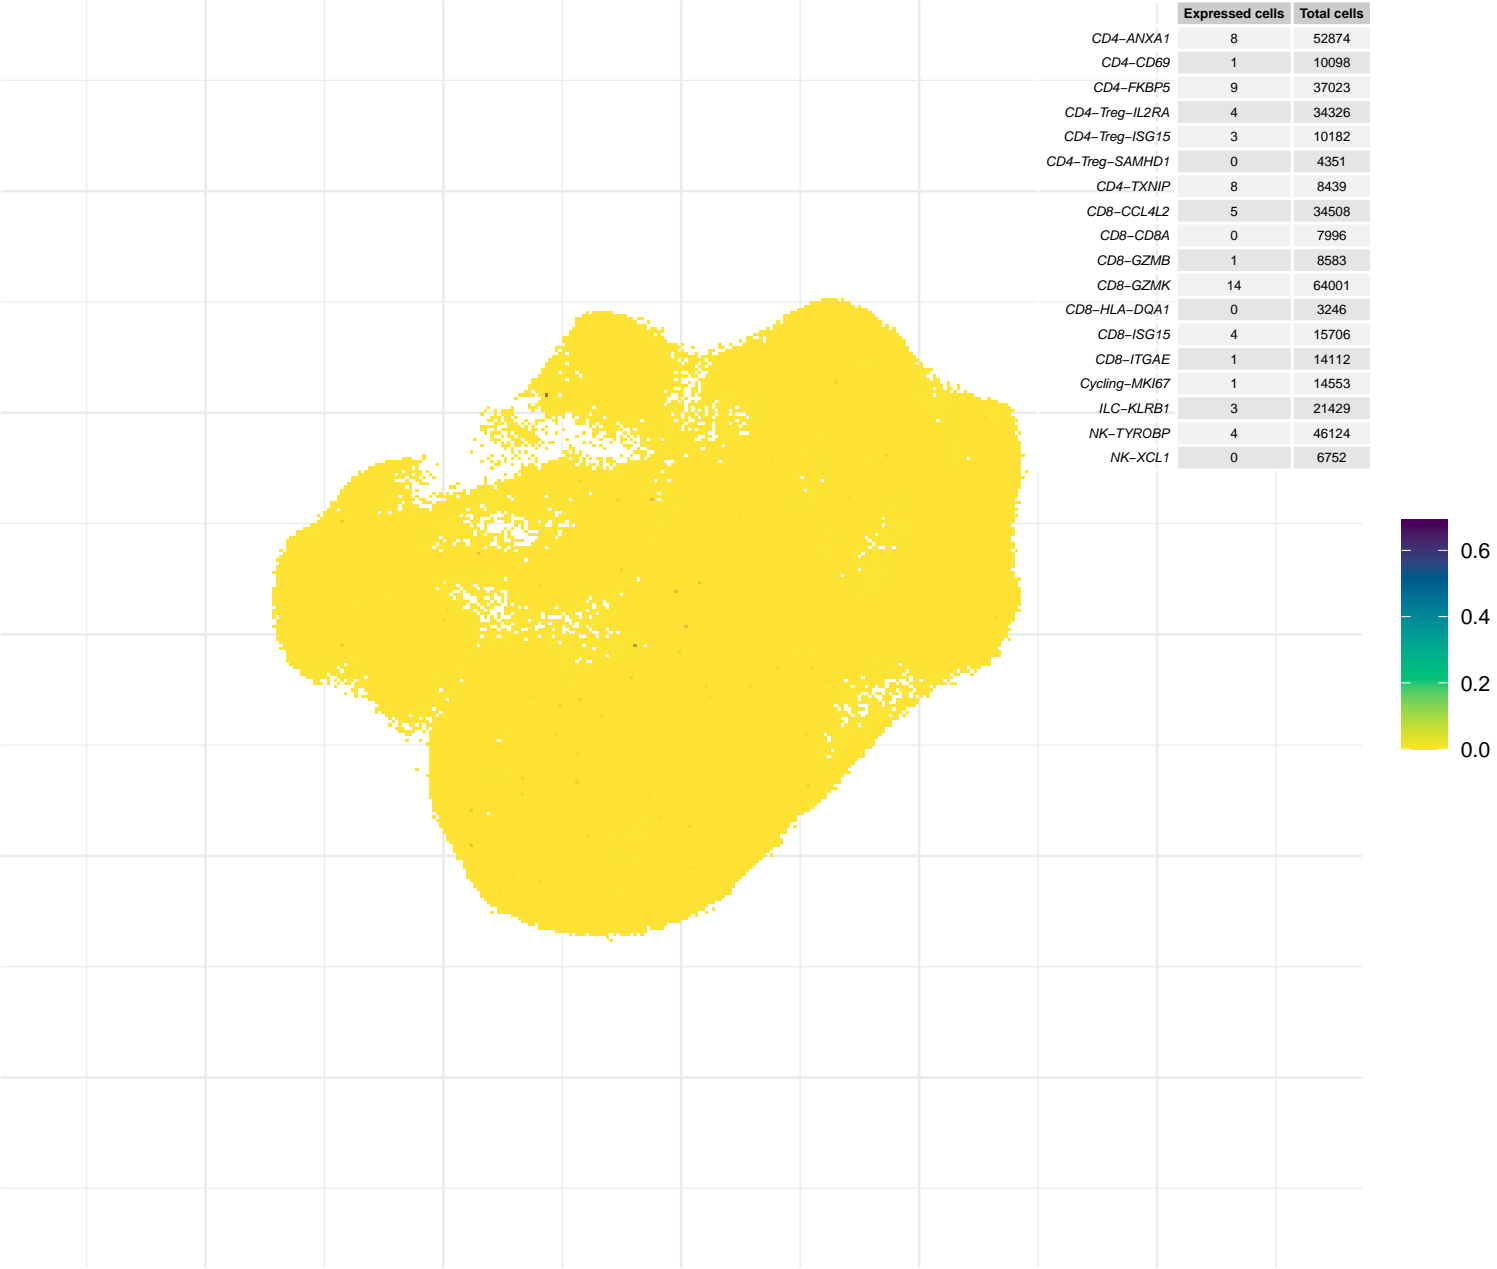 Expressed cells Total cells
CD4−ANXA1 8 52874
CD4−CD69 1 10098
CD4−FKBP5 9 37023
CD4−Treg−IL2RA 4 34326
CD4−Treg−ISG15 3 10182
CD4−Treg−SAMHD1 0 4351
CD4−TXNIP 8 8439
CD8−CCL4L2 5 34508
CD8−CD8A 0 7996
CD8−GZMB 1 8583
CD8−GZMK 14 64001
CD8−HLA−DQA1 0 3246
CD8−ISG15 4 15706
CD8−ITGAE 1 14112
Cycling−MKI67 1 14553
ILC−KLRB1 3 21429
NK−TYROBP 4 46124
NK−XCL1 0 6752
0.6
0.4
0.2
0.0